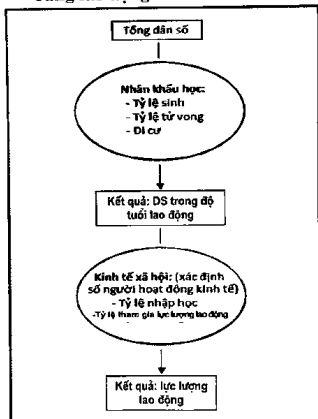 Tổng dân số
Nhân khẩu học:
- Tỷ lệ sinh
- Tỷ lệ tử vong
- Di cư
Kết quả: DS trong độ
tuổi lao động
Kinh tế xã hội: (xác định
số người hoạt động kinh tế)
- Tỷ lệ nhập học
-Tỷ lệ tham gia lực lượng lao động
Kết quả: lực lượng
lao động